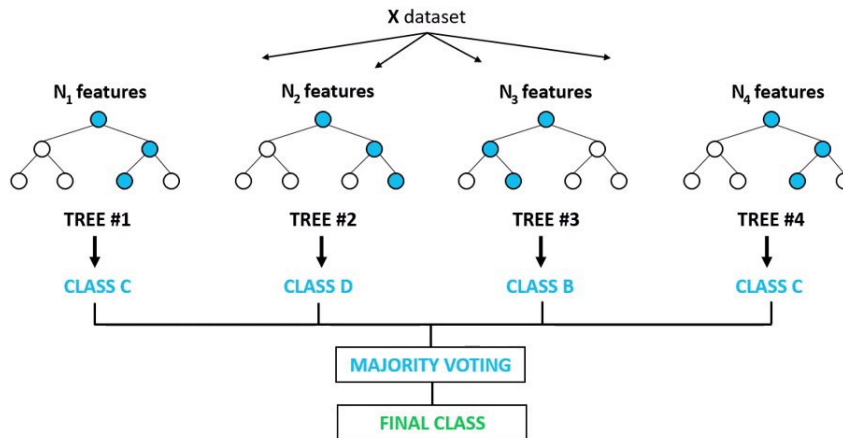 X dataset
N₁ features
N₂ features
N₃ features
N₄ features
TREE #1
TREE #2
TREE #3
TREE #4
CLASS C
CLASS D
CLASS B
CLASS C
MAJORITY VOTING
FINAL CLASS